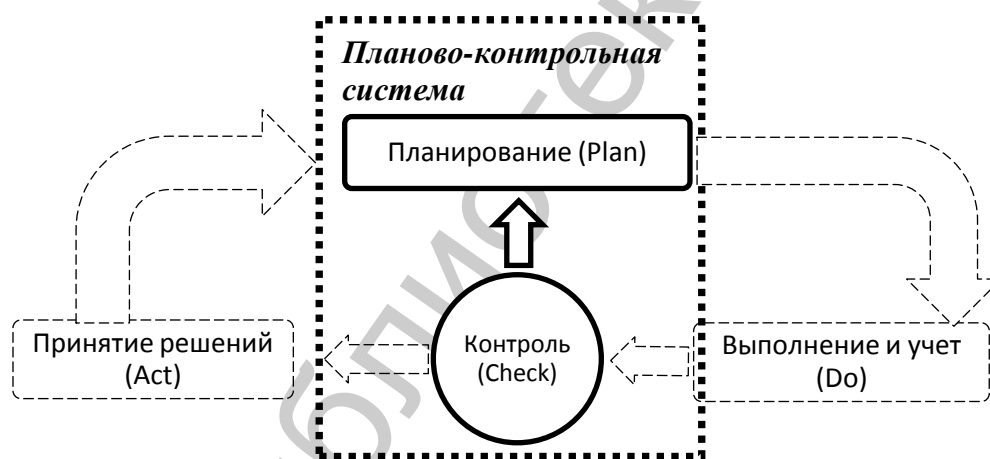 Планово-контрольная
система
Планирование (Plan)
Принятие решений
(Act)
Контроль
(Check)
Выполнение и учет
(Do)